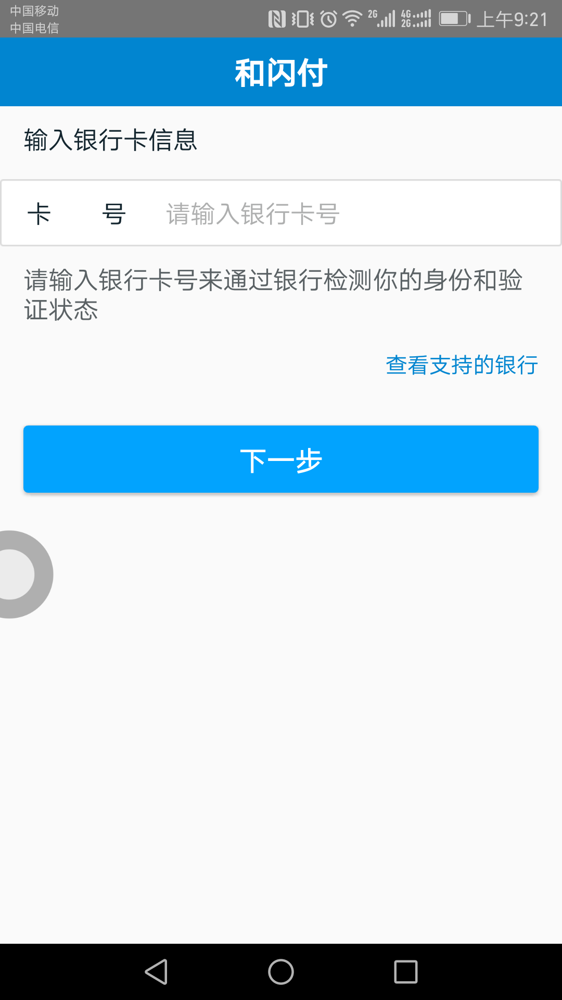 中国移动
中国电信
2G 4G 2G 上午9:21
和闪付
输入银行卡信息
卡 号 请输入银行卡号
请输入银行卡号来通过银行检测你的身份和验
证状态
查看支持的银行
下一步